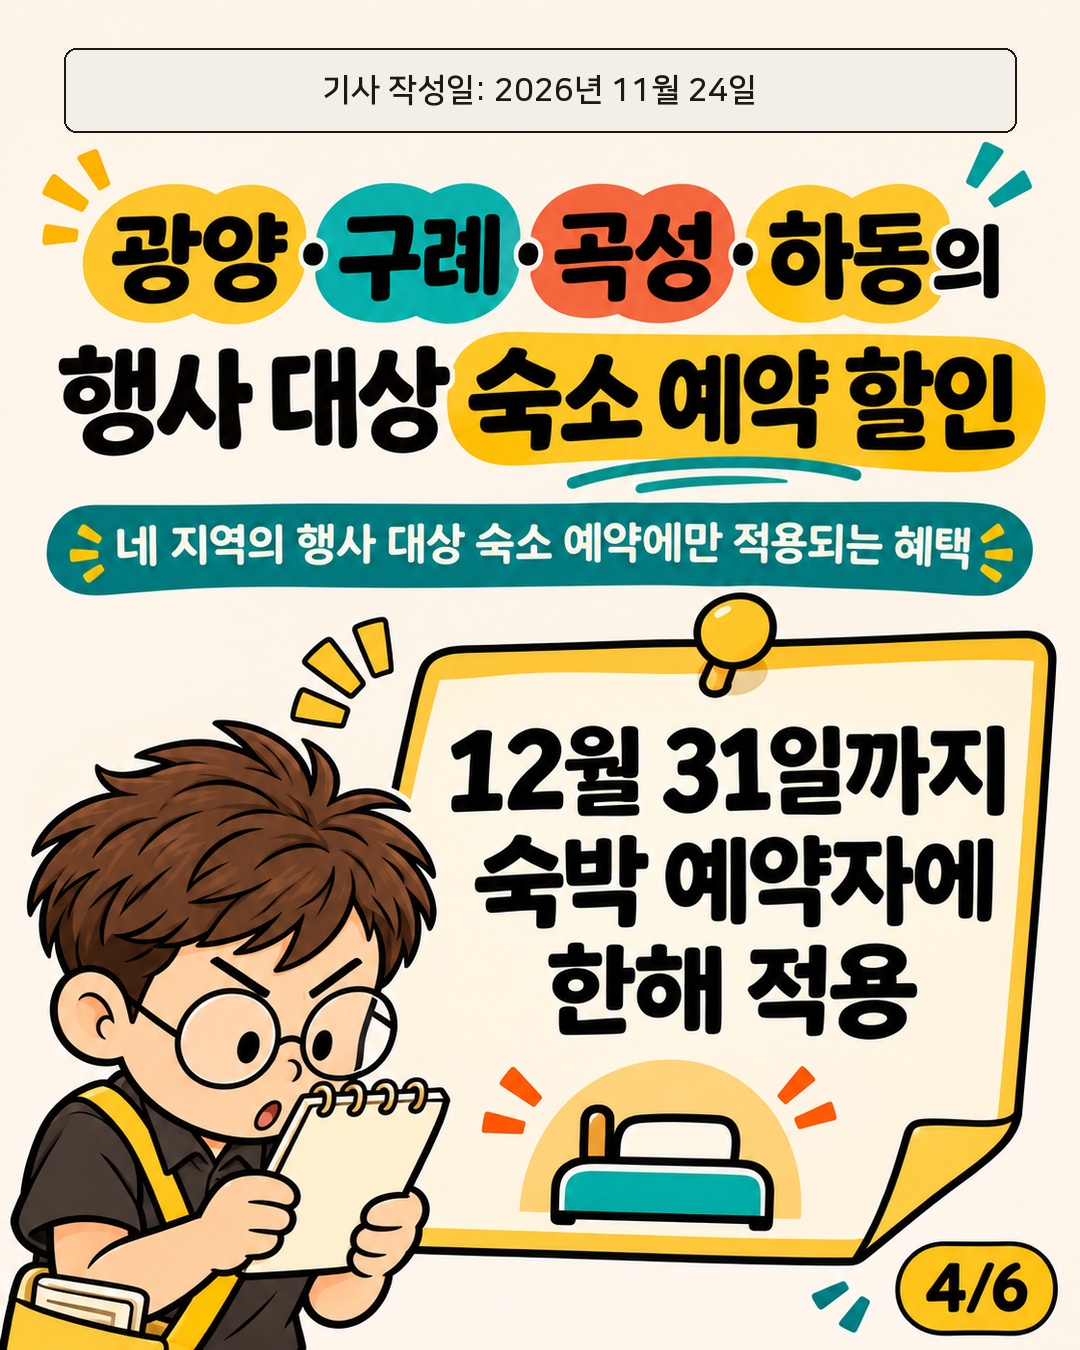 기사 작성일: 2026년 11월 24일
광양·구례·곡성·하동의
행사 대상 숙소 예약 할인
네 지역의 행사 대상 숙소 예약에만 적용되는 혜택
12월 31일까지
숙박 예약자에
한해 적용
4/6